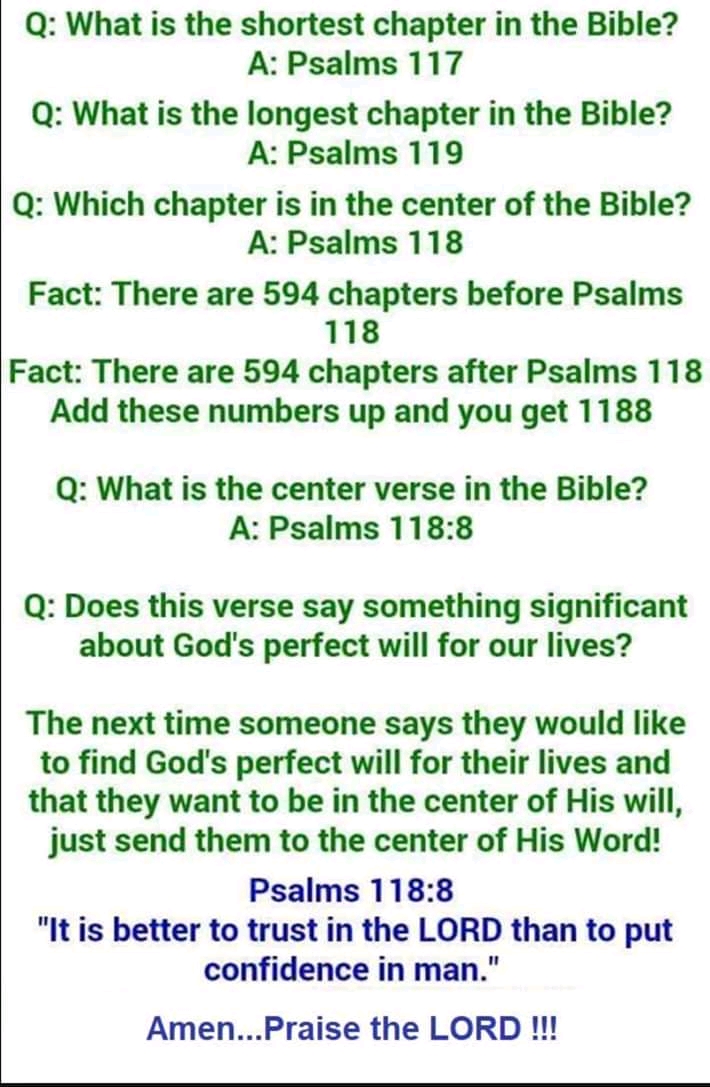 Q: What is the shortest chapter in the Bible?
A: Psalms 117
Q: What is the longest chapter in the Bible?
A: Psalms 119
Q: Which chapter is in the center of the Bible?
A: Psalms 118
Fact: There are 594 chapters before Psalms
118
Fact: There are 594 chapters after Psalms 118
Add these numbers up and you get 1188
Q: What is the center verse in the Bible?
A: Psalms 118:8
Q: Does this verse say something significant
about God's perfect will for our lives?
The next time someone says they would like
to find God's perfect will for their lives and
that they want to be in the center of His will,
just send them to the center of His Word!
Psalms 118:8
"It is better to trust in the LORD than to put
confidence in man."
Amen...Praise the LORD !!!